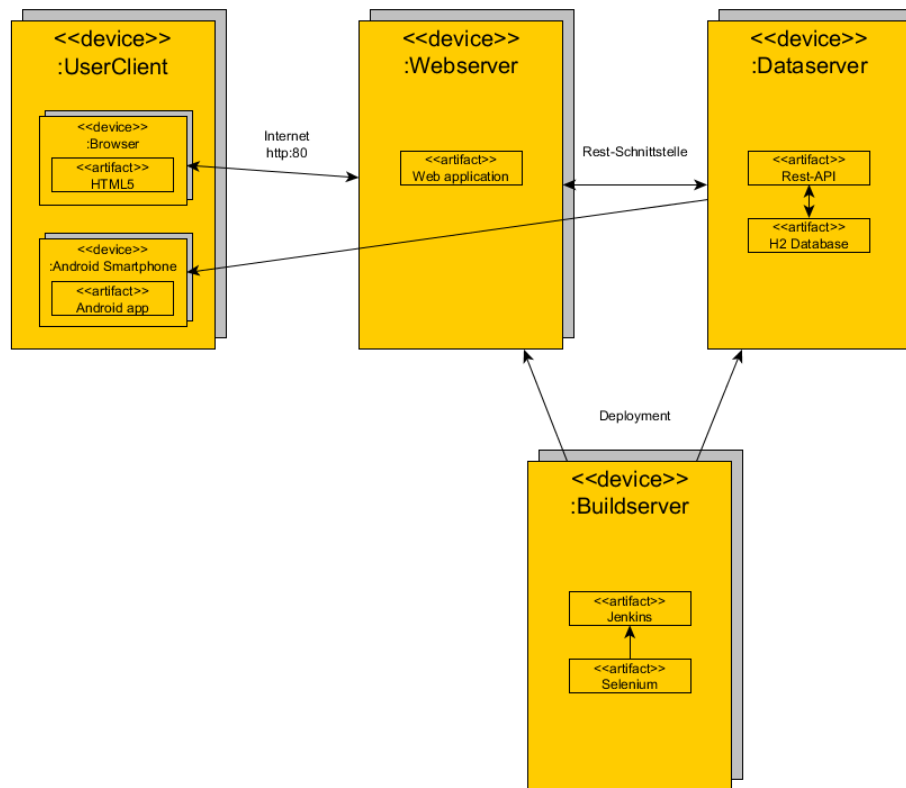 <<device>>
:UserClient
<<device>>
:Browser
<<artifact>>
HTML5
<<device>>
:Android Smartphone
<<artifact>>
Android app
Internet
http:80
<<device>>
:Webserver
<<artifact>>
Web application
Rest-Schnittstelle
<<device>>
:Dataserver
<<artifact>>
Rest-API
<<artifact>>
H2 Database
Deployment
<<device>>
:Buildserver
<<artifact>>
Jenkins
<<artifact>>
Selenium